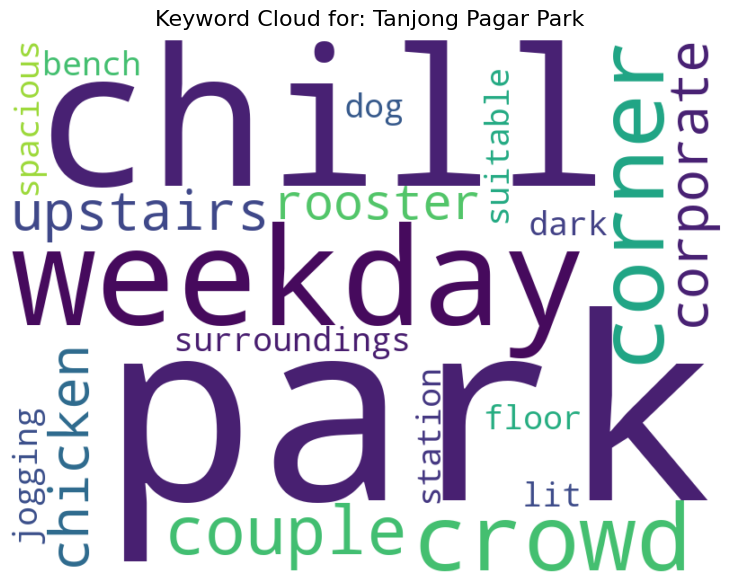 Keyword Cloud for: Tanjong Pagar Park
spacious
bench
chill
dog
suitable
corner
corporate
upstairs
rooster
dark
weekday
surroundings
park
chicken
jogging
station
floor
lit
couple
crowd